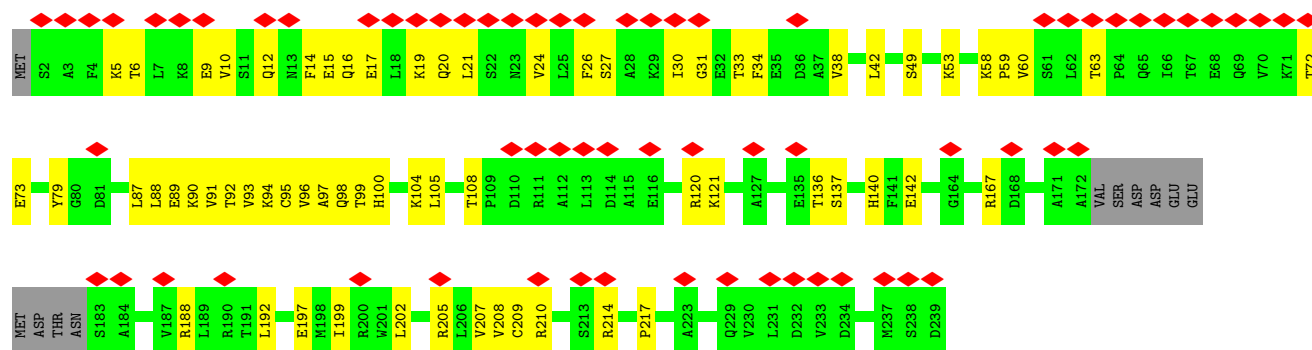 MET S2 A3 F4 K5 T6 L7 K8 E9 V10 S11 Q12 N13 F14 E15 Q16 E17 L18 K19 Q20 L21 S22 N23 V24 L25 F26 S27 A28 K29 I30 G31 E32 T33 F34 E35 D36 A37 V38 L42 S49 K53 K58 P59 V60 S61 L62 T63 P64 Q65 I66 T67 E68 Q69 V70 K71 T72
E73 Y79 G80 D81 L87 L88 E89 K90 V91 T92 V93 K94 C95 V96 A97 Q98 T99 H100 K104 L105 T108 P109 D110 R111 A112 L113 D114 A115 E116 R120 K121 A127 E135 T136 S137 H140 F141 E142 G164 R167 D168 A171 A172 VAL SER ASP ASP GLU GLU
MET ASP THR ASN S183 A184 V187 R188 L189 R190 T191 L192 E197 M198 I199 R200 W201 L202 R205 L206 V207 V208 C209 R210 S213 R214 P217 A223 Q229 V230 L231 D232 V233 D234 M237 S238 D239